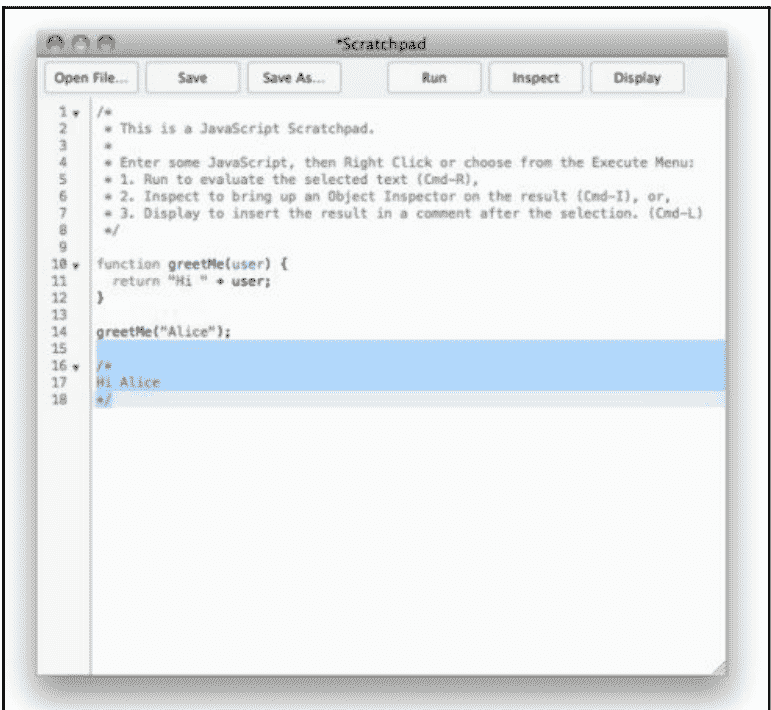 *Scratchpad
Open File... Save Save As... Run Inspect Display
1 /*
2  * This is a JavaScript Scratchpad.
3  *
4  * Enter some JavaScript, then Right Click or choose from the Execute Menu:
5  * 1. Run to evaluate the selected text (Cmd-R),
6  * 2. Inspect to bring up an Object Inspector on the result (Cmd-I), or,
7  * 3. Display to insert the result in a comment after the selection. (Cmd-L)
8  */
9
10 function greetMe(user) {
11   return "Hi " + user;
12 }
13
14 greetMe("Alice");
15
16 /*
17 Hi Alice
18 */